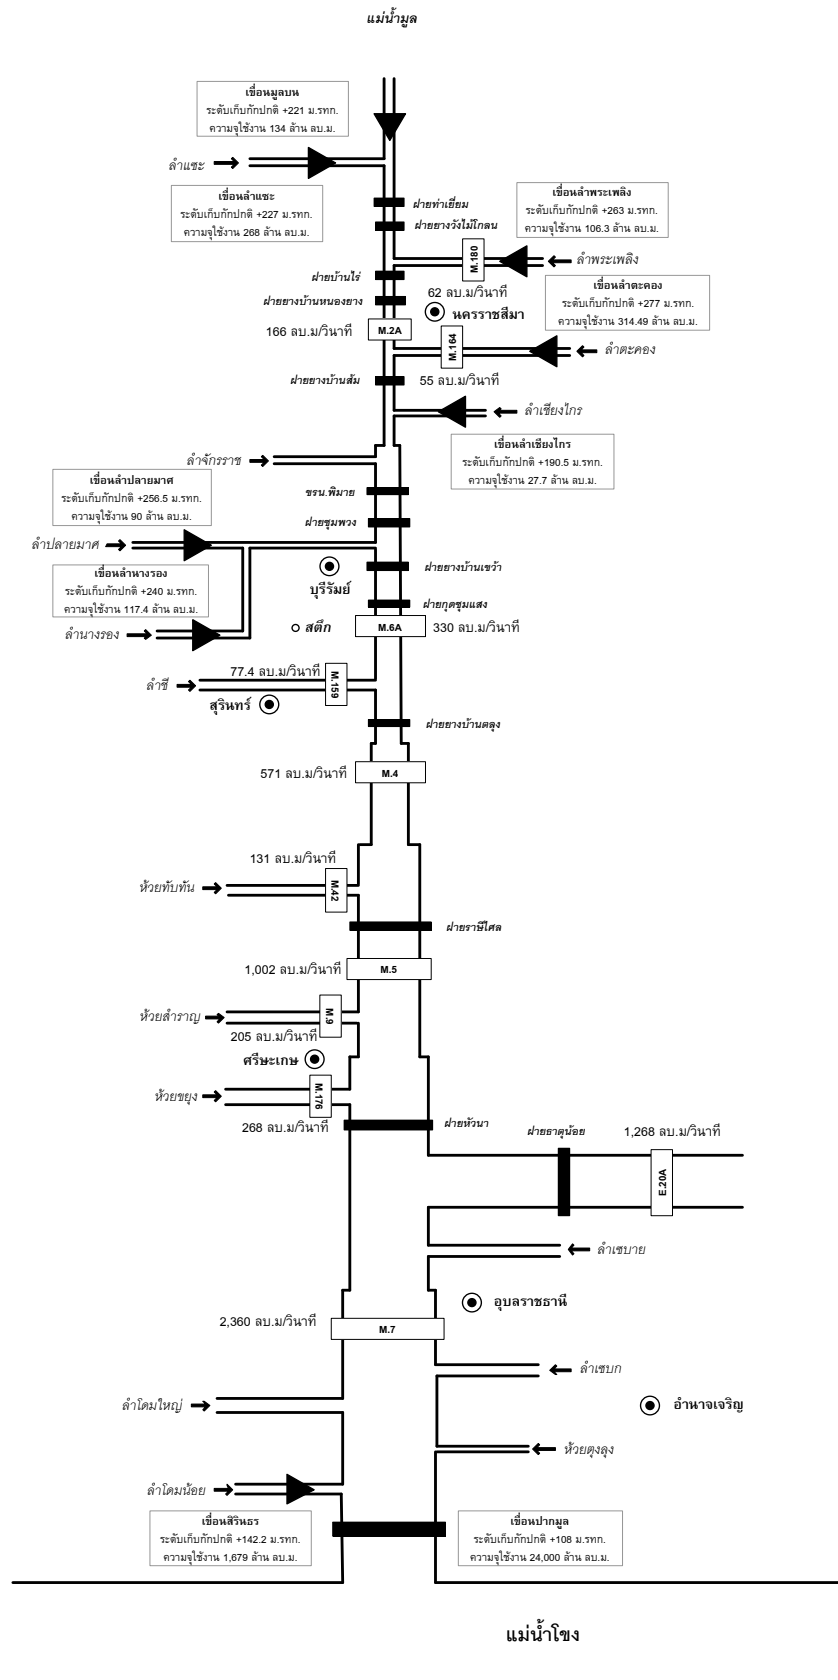 แม่น้ำมูล
เขื่อนมูลบน
ระดับเก็บกักปกติ +221 ม.รทก.
ความจุใช้งาน 134 ล้าน ลบ.ม.
ลำแชะ
เขื่อนลำแชะ
ระดับเก็บกักปกติ +227 ม.รทก.
ความจุใช้งาน 268 ล้าน ลบ.ม.
ฝายท่าเยี่ยม
ฝายยางวังไม้โกลน
เขื่อนลำพระเพลิง
ระดับเก็บกักปกติ +263 ม.รทก.
ความจุใช้งาน 106.3 ล้าน ลบ.ม.
M.180
ลำพระเพลิง
ฝายบ้านไร่
62 ลบ.ม/วินาที
ฝายยางบ้านหนองยาง
เขื่อนลำตะคอง
ระดับเก็บกักปกติ +277 ม.รทก.
ความจุใช้งาน 314.49 ล้าน ลบ.ม.
นครราชสีมา
166 ลบ.ม/วินาที
M.2A
M.164
ลำตะคอง
ฝายยางบ้านส้ม
55 ลบ.ม/วินาที
ลำเชียงไกร
เขื่อนลำเชียงไกร
ระดับเก็บกักปกติ +190.5 ม.รทก.
ความจุใช้งาน 27.7 ล้าน ลบ.ม.
ลำจักรราช
เขื่อนลำปลายมาศ
ระดับเก็บกักปกติ +256.5 ม.รทก.
ความจุใช้งาน 90 ล้าน ลบ.ม.
ขรน.พิมาย
ฝายชุมพวง
ลำปลายมาศ
เขื่อนลำนางรอง
ระดับเก็บกักปกติ +240 ม.รทก.
ความจุใช้งาน 117.4 ล้าน ลบ.ม.
บุรีรัมย์
ฝายยางบ้านเขว้า
ฝายกุดชุมแสง
ลำนางรอง
สตึก
M.6A
330 ลบ.ม/วินาที
77.4 ลบ.ม/วินาที
ลำชี
M.159
สุรินทร์
ฝายยางบ้านตลุง
571 ลบ.ม/วินาที
M.4
131 ลบ.ม/วินาที
ห้วยทับทัน
M.42
ฝายราษีไศล
1,002 ลบ.ม/วินาที
M.5
ห้วยสำราญ
M.9
205 ลบ.ม/วินาที
ศรีษะเกษ
ห้วยขยุง
M.176
268 ลบ.ม/วินาที
ฝายหัวนา
ฝายธาตุน้อย
1,268 ลบ.ม/วินาที
E.20A
ลำเซบาย
อุบลราชธานี
2,360 ลบ.ม/วินาที
M.7
ลำเซบก
ลำโดมใหญ่
อำนาจเจริญ
ห้วยตุงลุง
ลำโดมน้อย
เขื่อนสิรินธร
ระดับเก็บกักปกติ +142.2 ม.รทก.
ความจุใช้งาน 1,679 ล้าน ลบ.ม.
เขื่อนปากมูล
ระดับเก็บกักปกติ +108 ม.รทก.
ความจุใช้งาน 24,000 ล้าน ลบ.ม.
แม่น้ำโขง